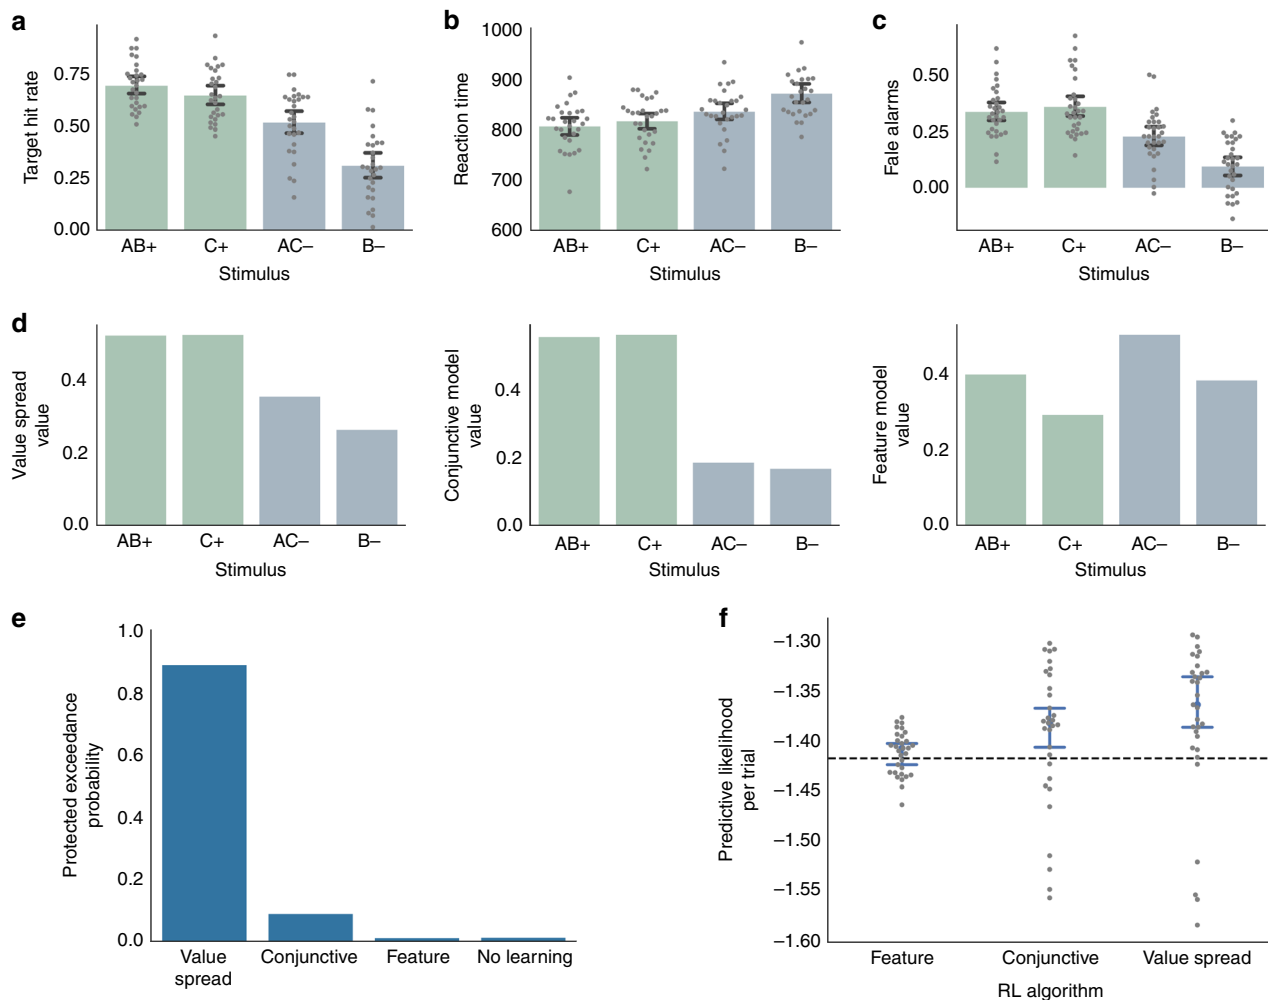 a
Target hit rate
0.75
0.50
0.25
0.00
AB+ C+ AC– B–
Stimulus
b
Reaction time
1000
900
800
700
600
AB+ C+ AC– B–
Stimulus
c
Fale alarms
0.50
0.25
0.00
AB+ C+ AC– B–
Stimulus
d
Value spread
value
0.4
0.2
0.0
AB+ C+ AC– B–
Stimulus
Conjunctive model
value
0.4
0.2
0.0
AB+ C+ AC– B–
Stimulus
Feature model
value
0.4
0.2
0.0
AB+ C+ AC– B–
Stimulus
e
Protected exceedance
probability
1.0
0.8
0.6
0.4
0.2
0.0
Value Conjunctive Feature No learning
spread
f
Predictive likelihood
per trial
–1.30
–1.35
–1.40
–1.45
–1.50
–1.55
–1.60
Feature Conjunctive Value spread
RL algorithm